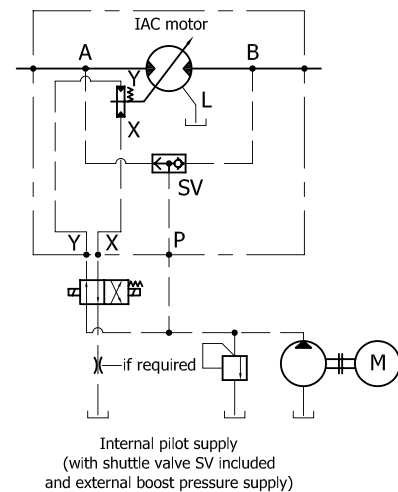 IAC motor
A
B
Y
L
X
SV
Y
X
P
if required
M
Internal pilot supply
(with shuttle valve SV included
and external boost pressure supply)